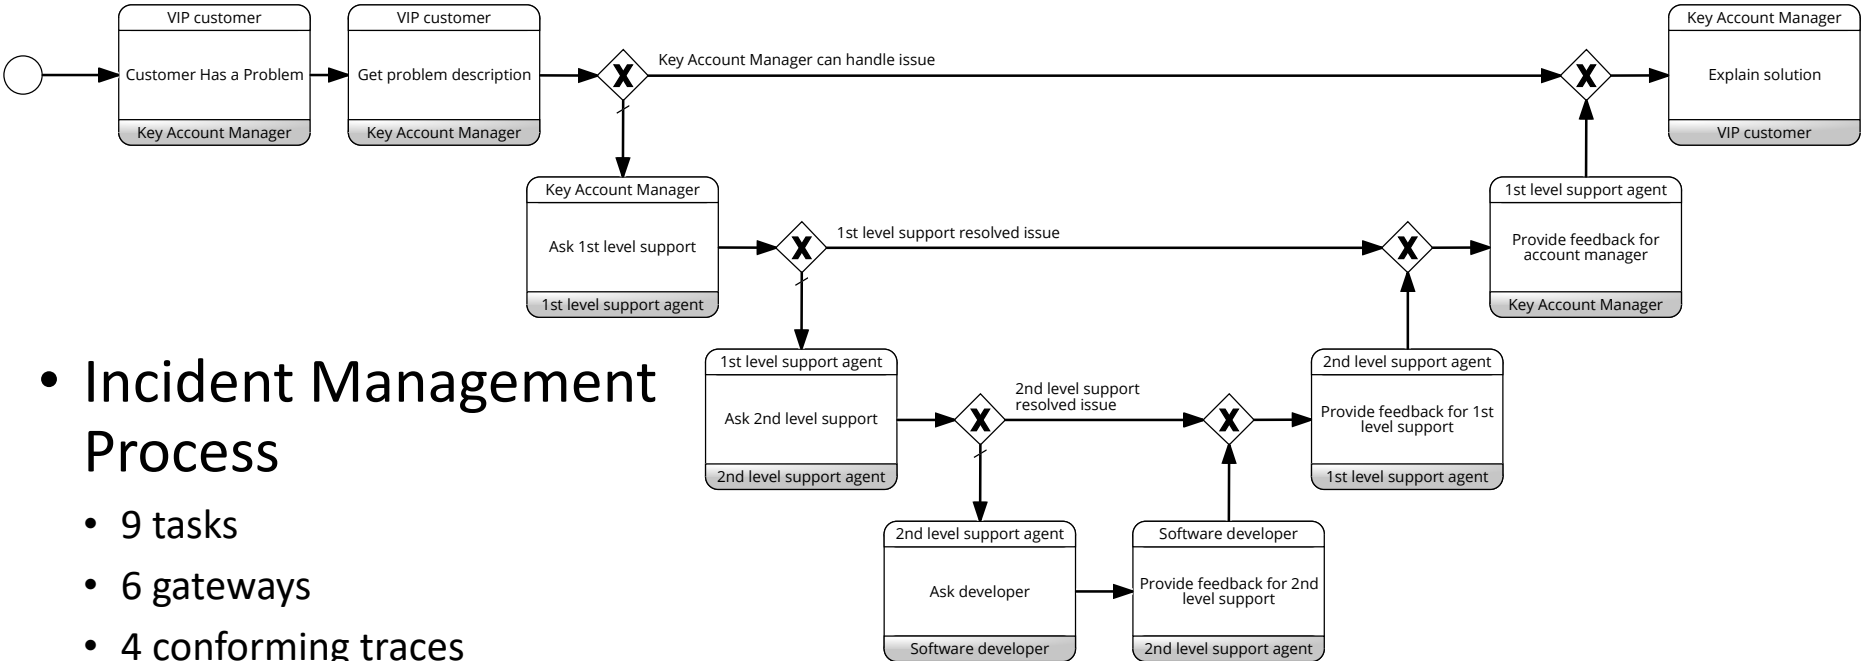 VIP customer
Customer Has a Problem
Key Account Manager
VIP customer
Get problem description
Key Account Manager
X
Key Account Manager can handle issue
X
Key Account Manager
Explain solution
VIP customer
Key Account Manager
Ask 1st level support
1st level support agent
X
1st level support resolved issue
X
1st level support agent
Provide feedback for
account manager
Key Account Manager
1st level support agent
Ask 2nd level support
2nd level support agent
X
2nd level support
resolved issue
X
2nd level support agent
Provide feedback for 1st
level support
1st level support agent
2nd level support agent
Ask developer
Software developer
Software developer
Provide feedback for 2nd
level support
2nd level support agent
• Incident Management
Process
• 9 tasks
• 6 gateways
• 4 conforming traces